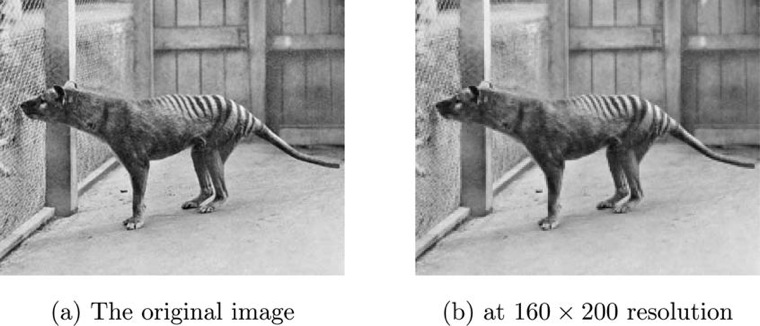 (a) The original image
(b) at 160 × 200 resolution